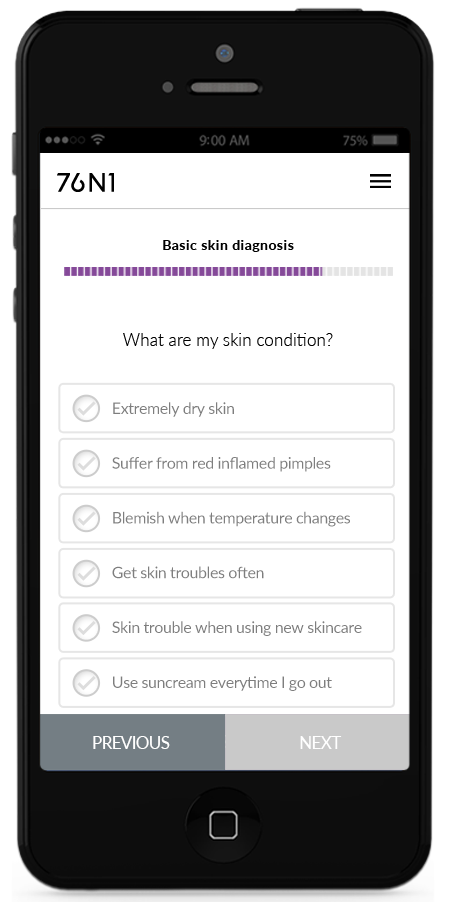 9:00 AM 75%
76N1
Basic skin diagnosis
What are my skin condition?
Extremely dry skin
Suffer from red inflamed pimples
Blemish when temperature changes
Get skin troubles often
Skin trouble when using new skincare
Use suncream everytime I go out
PREVIOUS NEXT